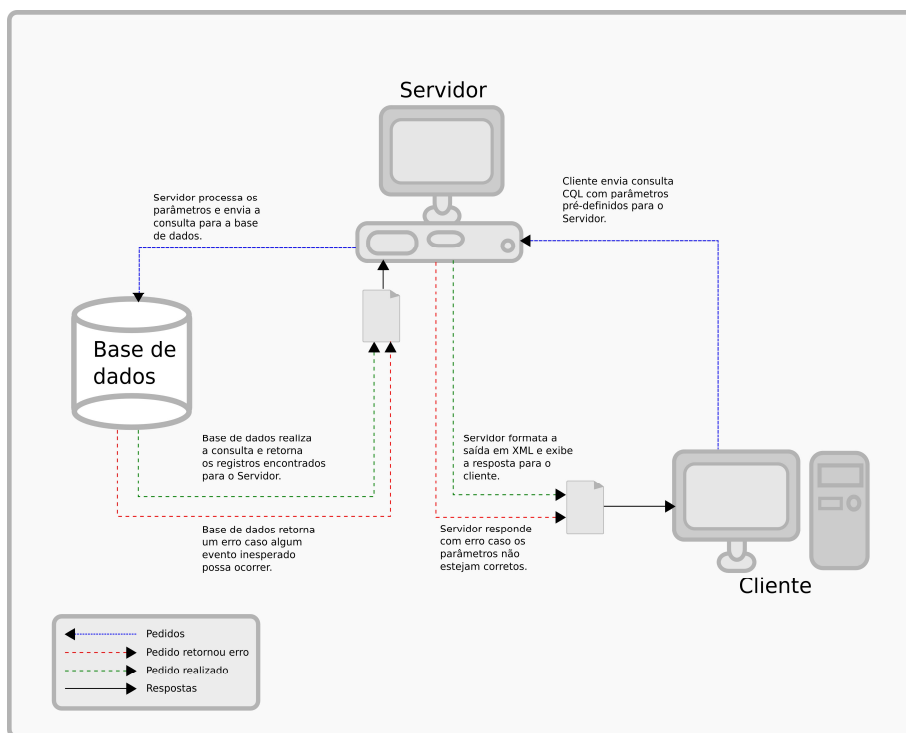 Servidor
Cliente envia consulta
CQL com parâmetros
pré-definidos para o
Servidor.
Servidor processa os
parâmetros e envia a
consulta para a base
de dados.
Base de
dados
Base de dados realiza
a consulta e retorna
os registros encontrados
para o Servidor.
Servidor formata a
saída em XML e exibe
a resposta para o
cliente.
Base de dados retorna
um erro caso algum
evento inesperado
possa ocorrer.
Servidor responde
com erro caso os
parâmetros não
estejam corretos.
Cliente
Pedidos
Pedido retornou erro
Pedido realizado
Respostas